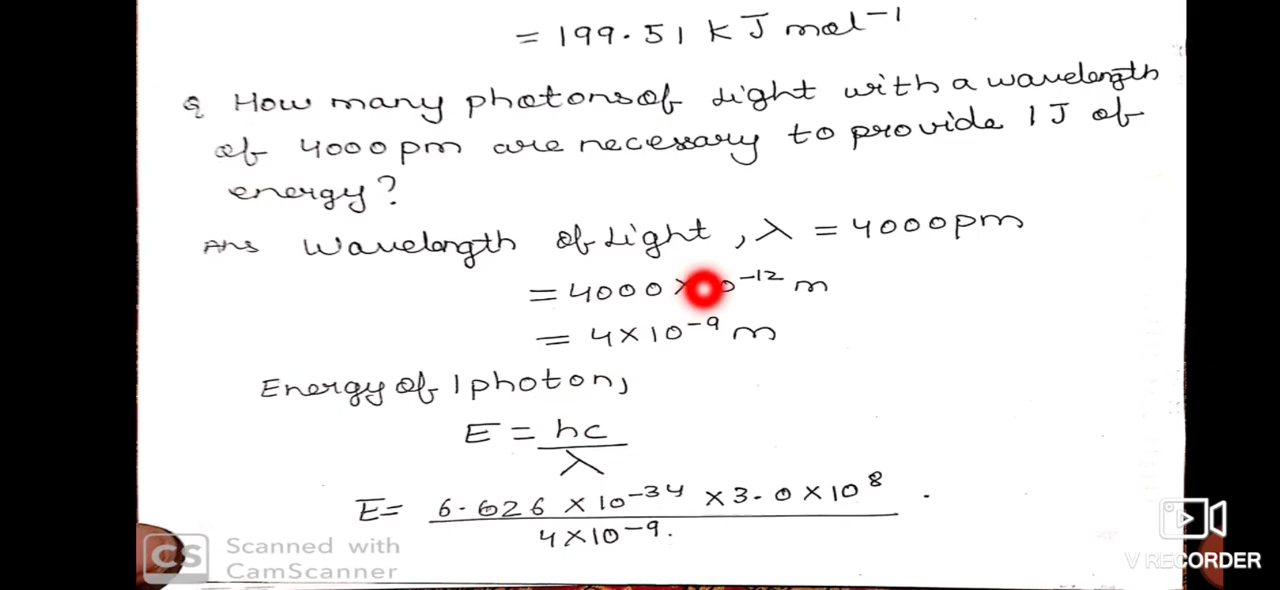 = 199.51 KJ mol⁻¹
Q How many photons of Light with a wavelength
of 4000 pm are necessary to provide 1 J of
energy?
Ans Wavelength of Light, λ = 4000 pm
= 4000 × 10⁻¹² m
= 4×10⁻⁹ m
Energy of 1 photon,
E = hc
λ
E = 6.626 × 10⁻³⁴ × 3.0 × 10⁸
4×10⁻⁹.
CS Scanned with
CamScanner
V RECORDER